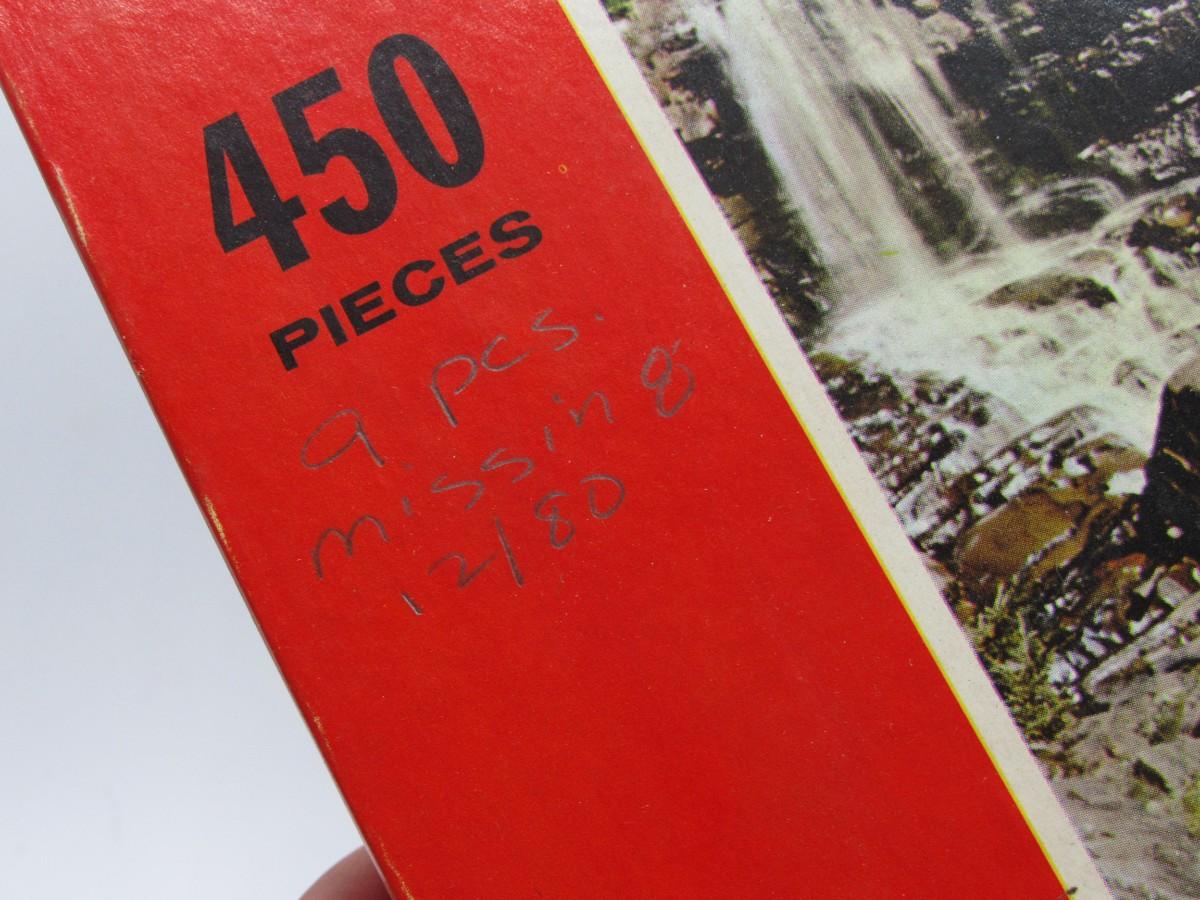 450
PIECES
9 pcs.
missing
12/80